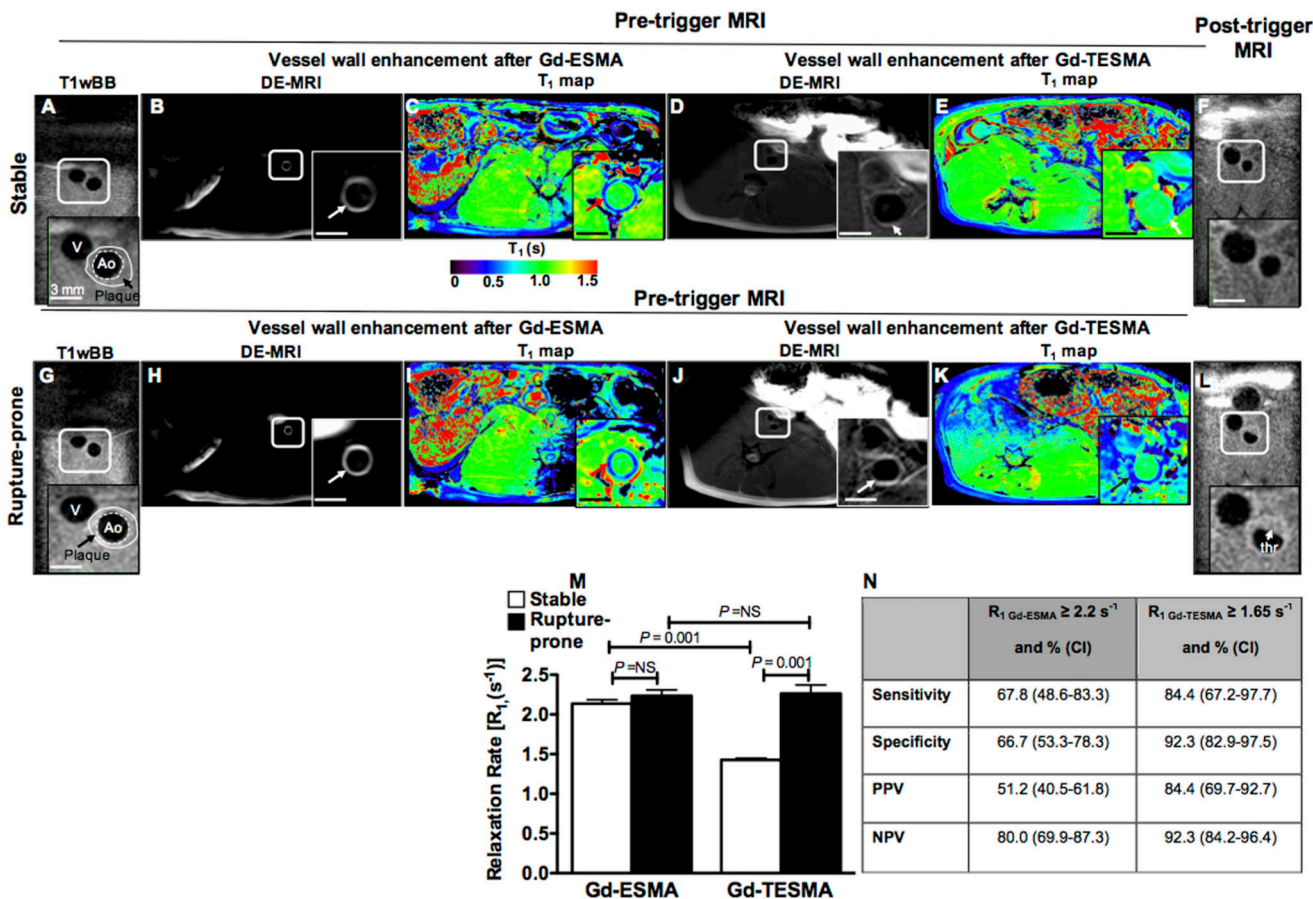 Pre-trigger MRI
Post-trigger
MRI
Vessel wall enhancement after Gd-ESMA
Vessel wall enhancement after Gd-TESMA
T1wBB
DE-MRI
T₁ map
DE-MRI
T₁ map
Stable
A
B
C
D
E
F
V
Ao
Plaque
3 mm
T₁ (s)
0 0.5 1.0 1.5
Pre-trigger MRI
Vessel wall enhancement after Gd-ESMA
Vessel wall enhancement after Gd-TESMA
T1wBB
DE-MRI
T₁ map
DE-MRI
T₁ map
Rupture-prone
G
H
I
J
K
L
V
Ao
Plaque
thr
M
Stable
Rupture-
prone
P =NS
P = 0.001
P =NS
P = 0.001
Relaxation Rate [R₁,(s⁻¹)]
2.5
2.0
1.5
1.0
0.5
0.0
Gd-ESMA
Gd-TESMA
N
R₁ Gd-ESMA ≥ 2.2 s⁻¹
and % (CI)
R₁ Gd-TESMA ≥ 1.65 s⁻¹
and % (CI)
Sensitivity 67.8 (48.6-83.3) 84.4 (67.2-97.7)
Specificity 66.7 (53.3-78.3) 92.3 (82.9-97.5)
PPV 51.2 (40.5-61.8) 84.4 (69.7-92.7)
NPV 80.0 (69.9-87.3) 92.3 (84.2-96.4)